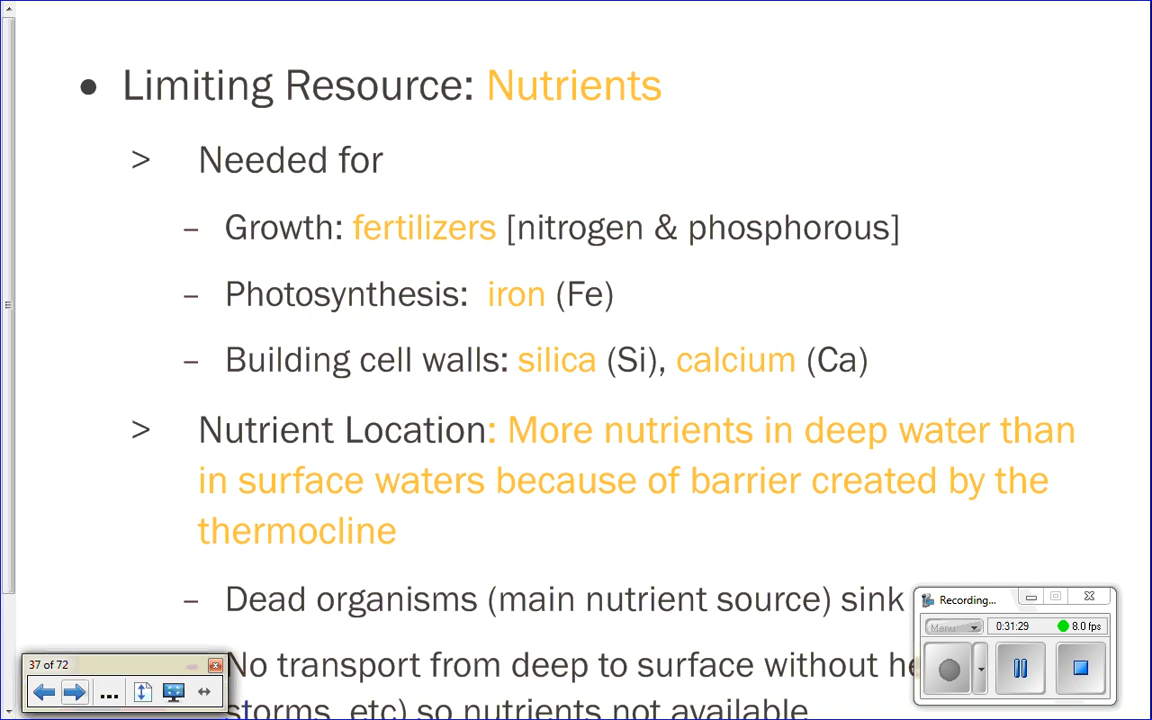 • Limiting Resource: Nutrients
> Needed for
– Growth: fertilizers [nitrogen & phosphorous]
– Photosynthesis: iron (Fe)
– Building cell walls: silica (Si), calcium (Ca)
> Nutrient Location: More nutrients in deep water than
in surface waters because of barrier created by the
thermocline
– Dead organisms (main nutrient source) sink
Recording...
Menu
0:31:29
8.0 fps
37 of 72
No transport from deep to surface without
storms, etc) so nutrients not available